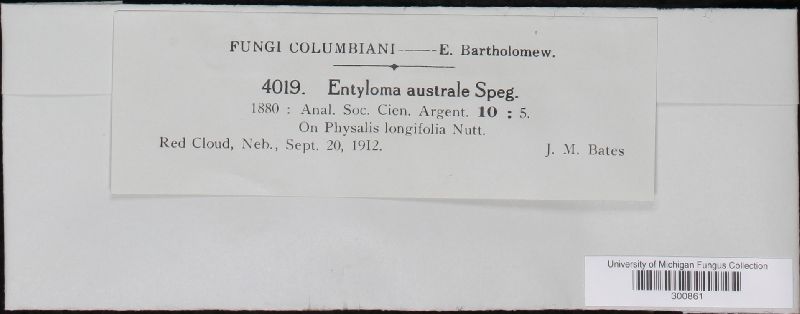 FUNGI COLUMBIANI——E. Bartholomew.
4019. Entyloma australe Speg.
1880 : Anal. Soc. Cien. Argent. 10 : 5.
On Physalis longifolia Nutt.
Red Cloud, Neb., Sept. 20, 1912. J. M. Bates
University of Michigan Fungus Collection
300861